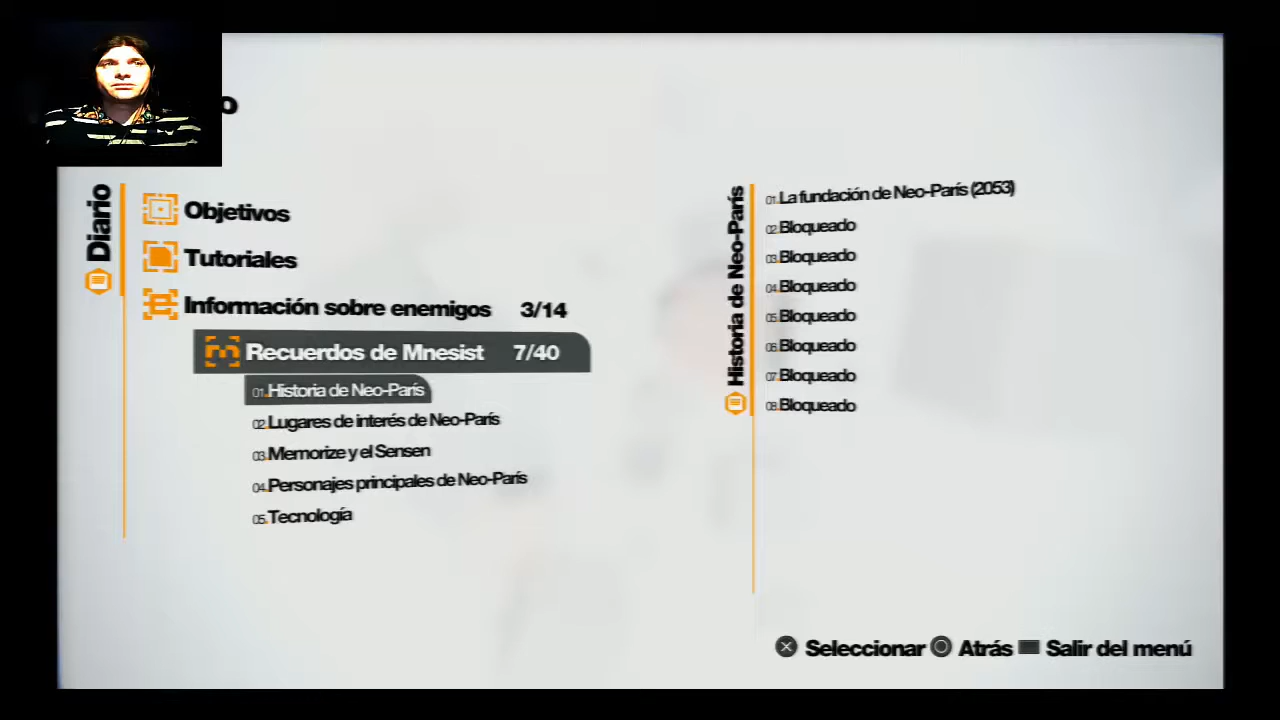 Diario
Objetivos
Tutoriales
Información sobre enemigos 3/14
Recuerdos de Mnesist 7/40
01.Historia de Neo-París
02.Lugares de interés de Neo-París
03.Memorize y el Sensen
04.Personajes principales de Neo-París
05.Tecnología
Historia de Neo-París
01.La fundación de Neo-París (2053)
02.Bloqueado
03.Bloqueado
04.Bloqueado
05.Bloqueado
06.Bloqueado
07.Bloqueado
08.Bloqueado
Seleccionar Atrás Salir del menú